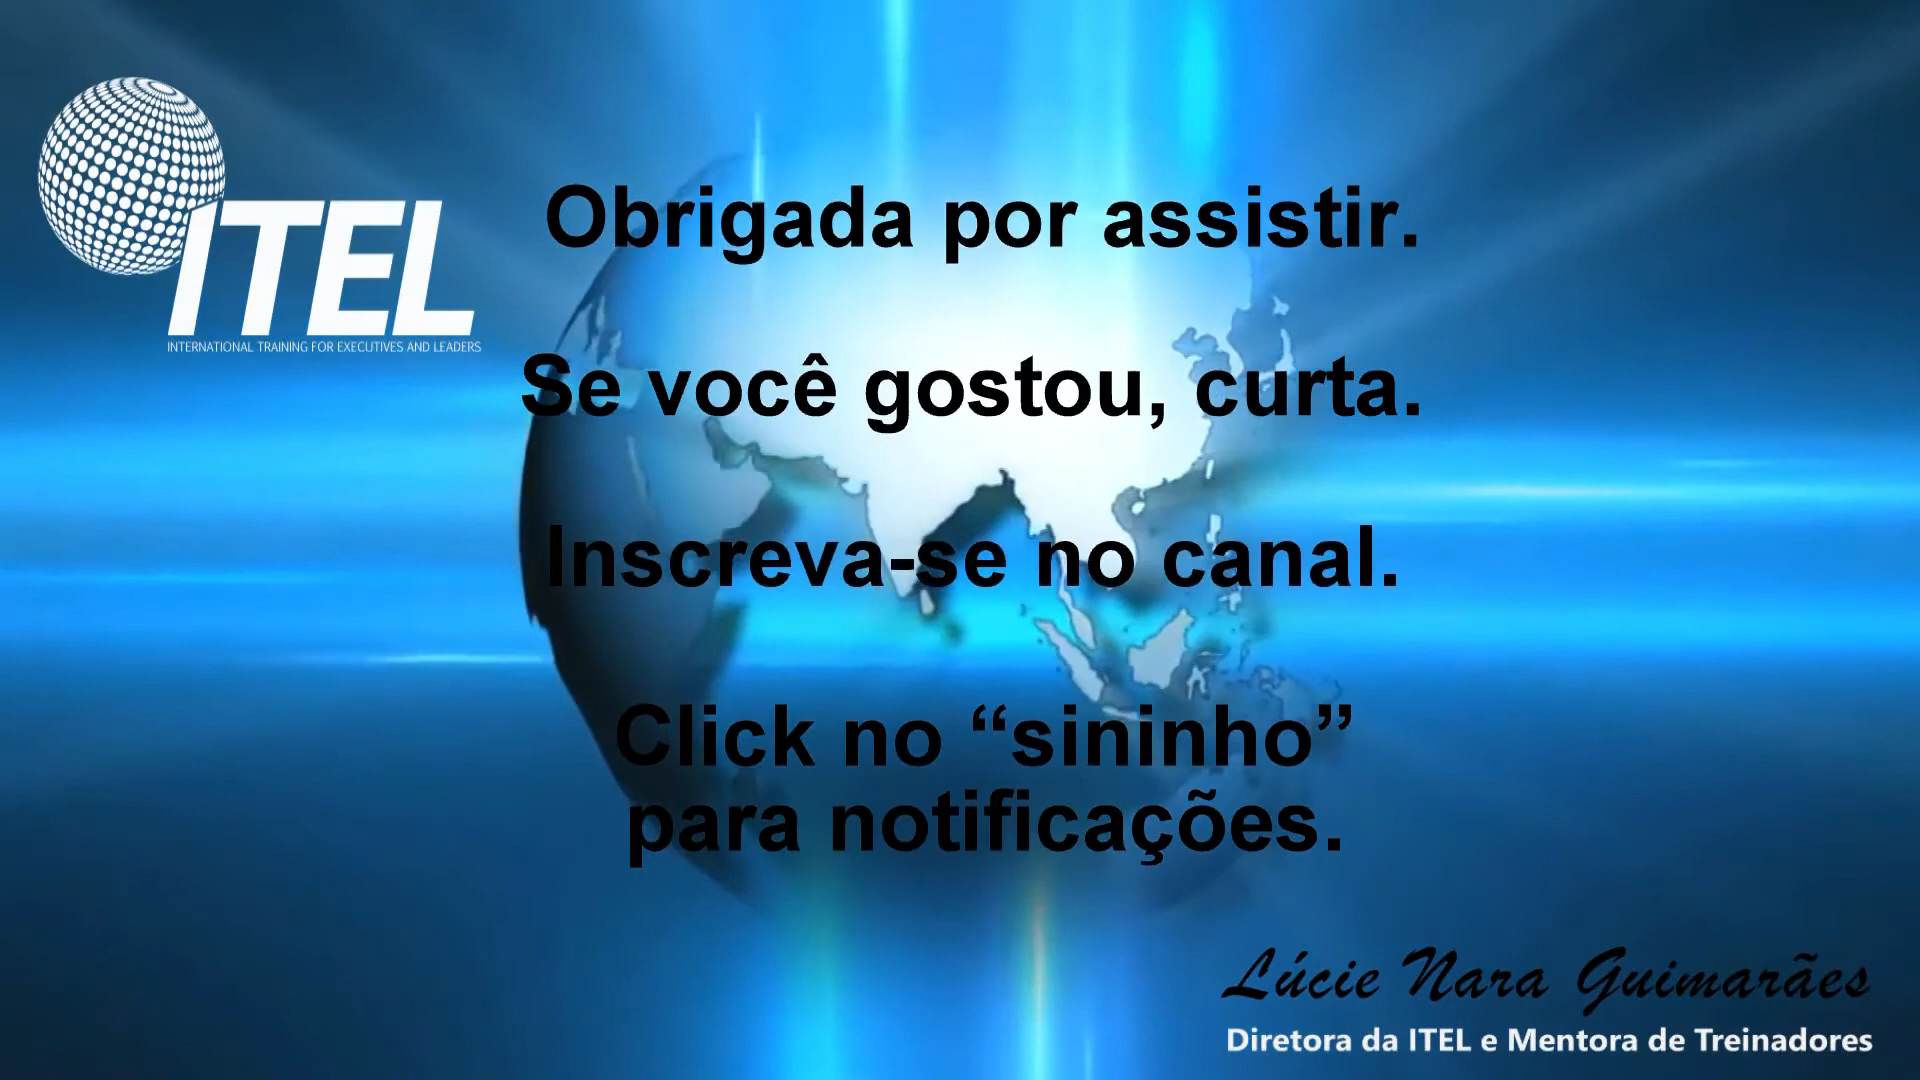 ITEL
INTERNATIONAL TRAINING FOR EXECUTIVES AND LEADERS
Obrigada por assistir.
Se você gostou, curta.
Inscreva-se no canal.
Click no “sininho”
para notificações.
Lúcie Nara Guimarães
Diretora da ITEL e Mentora de Treinadores